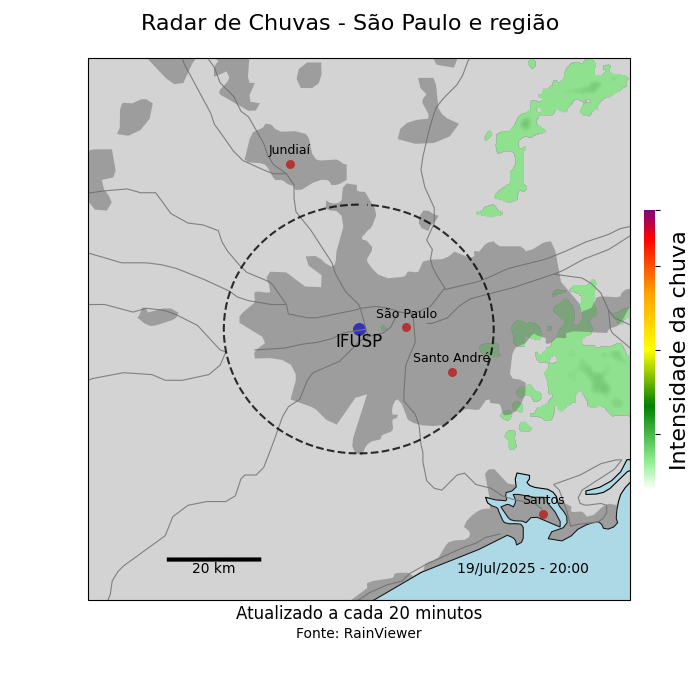 Radar de Chuvas - São Paulo e região
Jundiaí
São Paulo
IFUSP
Santo André
Santos
20 km
19/Jul/2025 - 20:00
Intensidade da chuva
Atualizado a cada 20 minutos
Fonte: RainViewer